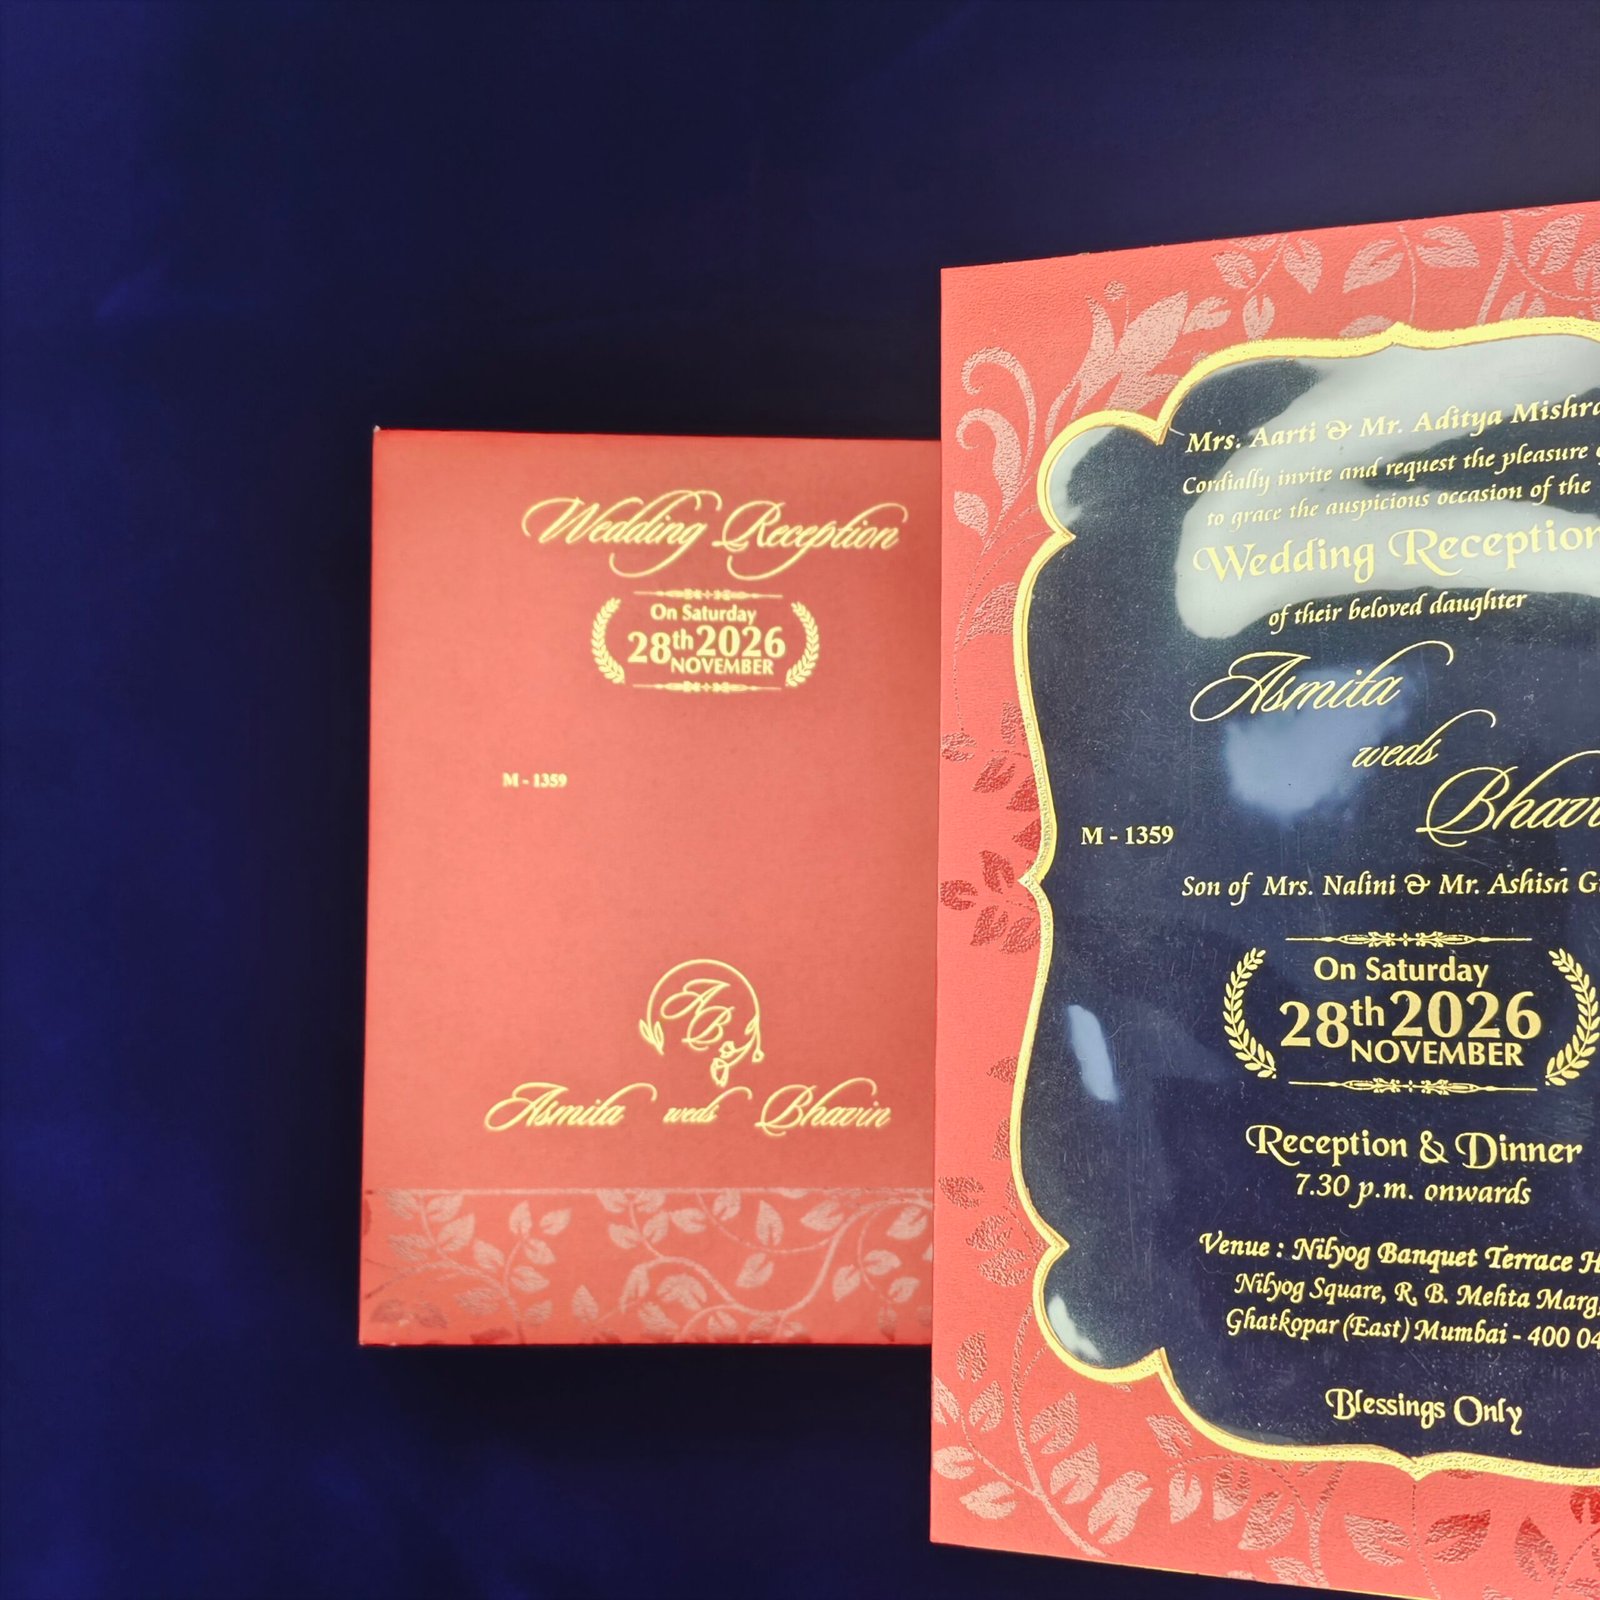 Wedding Reception
On Saturday
28th 2026
NOVEMBER
M - 1359
AB
Asmita weds Bhavin
Mrs. Aarti & Mr. Aditya Mishra
Cordially invite and request the pleasure
to grace the auspicious occasion of the
Wedding Reception
of their beloved daughter
Asmita
weds
Bhavin
M - 1359
Son of Mrs. Nalini & Mr. Ashish
On Saturday
28th 2026
NOVEMBER
Reception & Dinner
7.30 p.m. onwards
Venue : Nilyog Banquet Terrace
Nilyog Square, R. B. Mehta Marg,
Ghatkopar (East) Mumbai - 400
Blessings Only